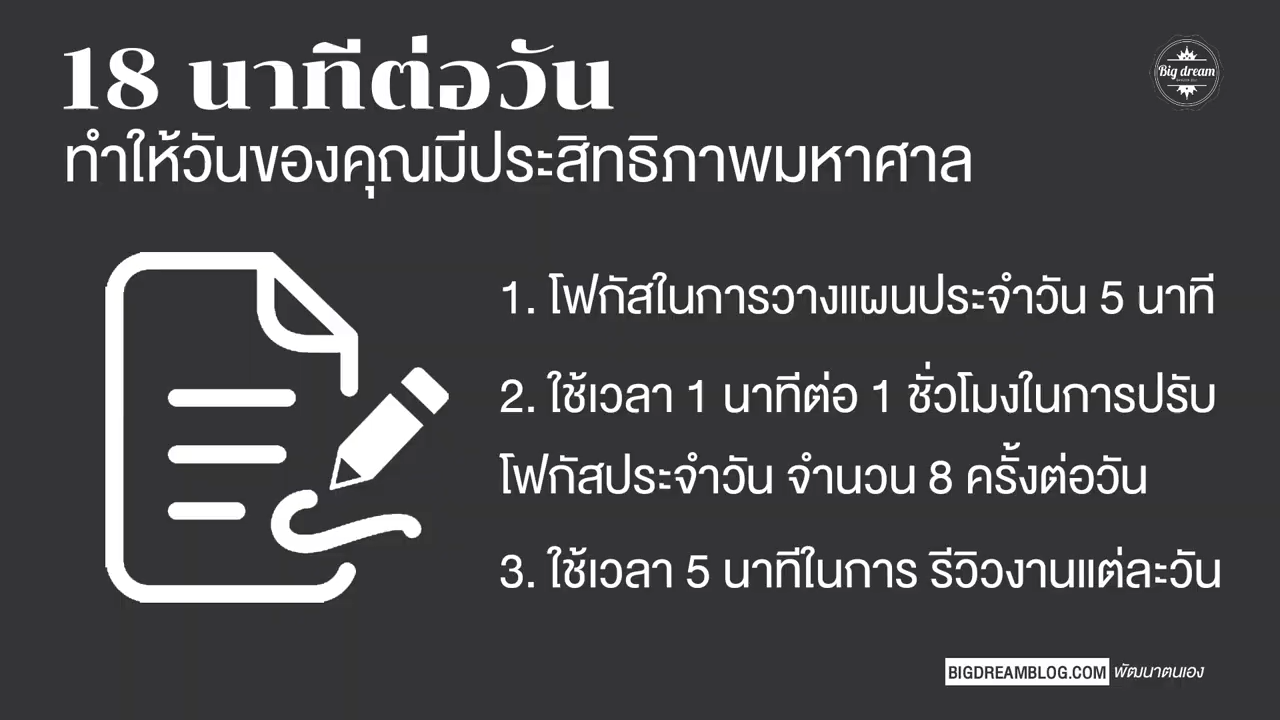 18 นาทีต่อวัน
ทำให้วันของคุณมีประสิทธิภาพมหาศาล
Big dream
1. โฟกัสในการวางแผนประจำวัน 5 นาที
2. ใช้เวลา 1 นาทีต่อ 1 ชั่วโมงในการปรับ
โฟกัสประจำวัน จำนวน 8 ครั้งต่อวัน
3. ใช้เวลา 5 นาทีในการ รีวิวงานแต่ละวัน
BIGDREAMBLOG.COM พัฒนาตนเอง